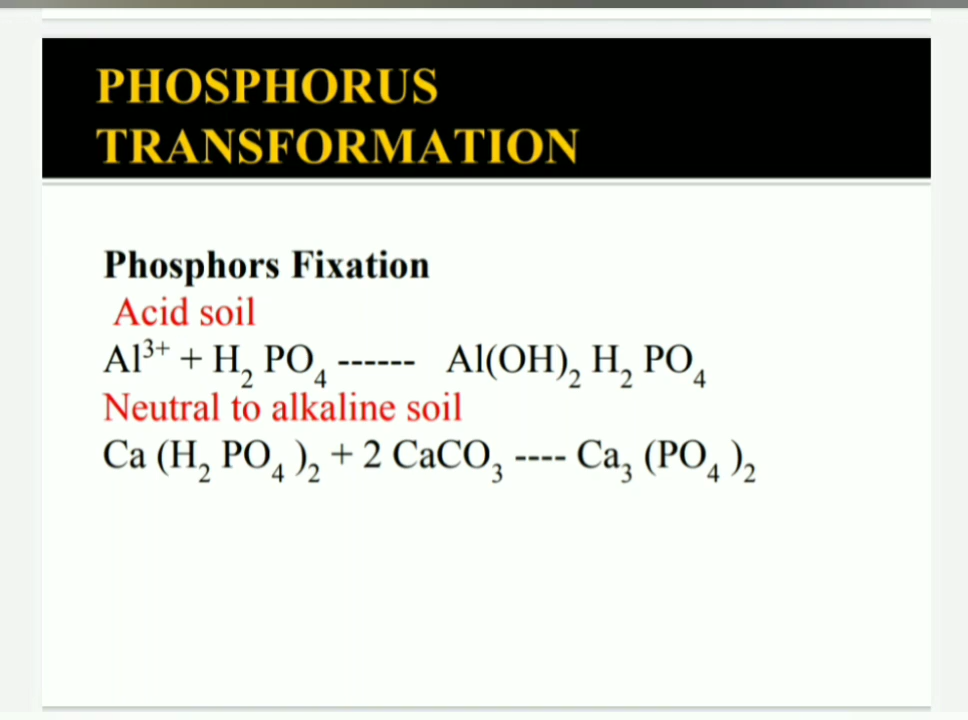 PHOSPHORUS
TRANSFORMATION
Phosphors Fixation
Acid soil
Al³⁺ + H₂ PO₄ ------ Al(OH)₂ H₂ PO₄
Neutral to alkaline soil
Ca (H₂ PO₄ )₂ + 2 CaCO₃ ---- Ca₃ (PO₄ )₂